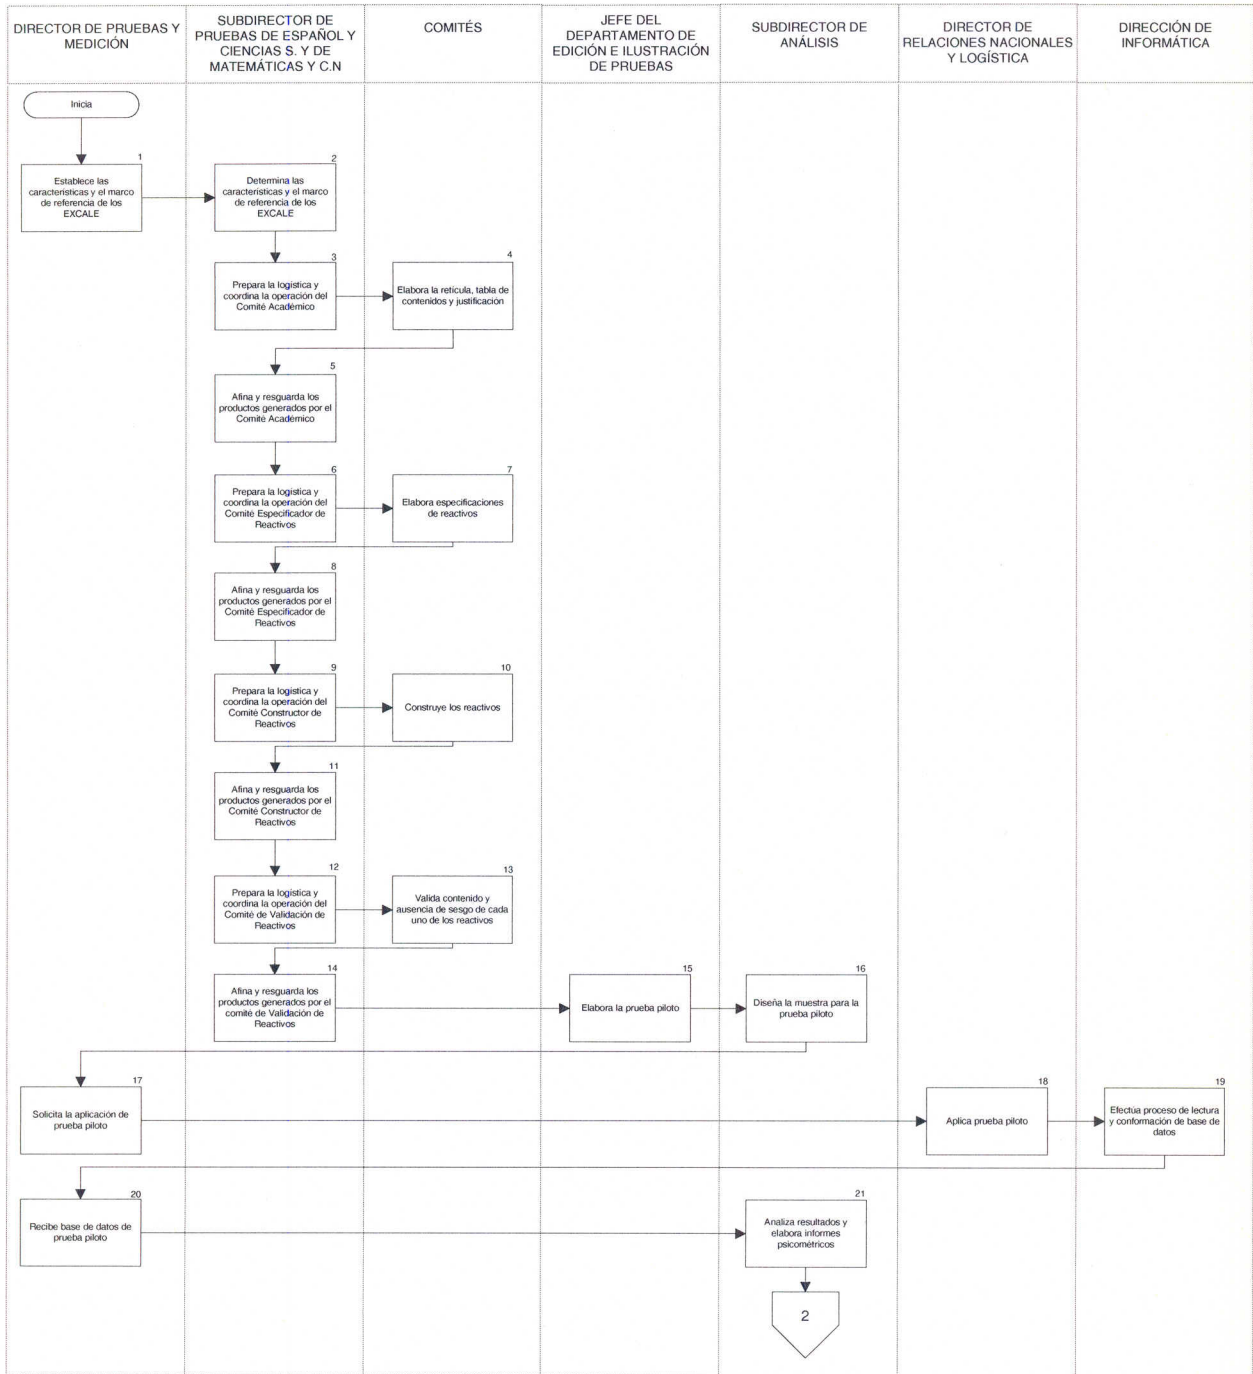 DIRECTOR DE PRUEBAS Y
MEDICIÓN
SUBDIRECTOR DE
PRUEBAS DE ESPAÑOL Y
CIENCIAS S. Y DE
MATEMÁTICAS Y C.N
COMITÉS
JEFE DEL
DEPARTAMENTO DE
EDICIÓN E ILUSTRACIÓN
DE PRUEBAS
SUBDIRECTOR DE
ANÁLISIS
DIRECTOR DE
RELACIONES NACIONALES
Y LOGÍSTICA
DIRECCIÓN DE
INFORMÁTICA
Inicia
1
Establece las
características y el marco
de referencia de los
EXCALE
2
Determina las
características y el marco
de referencia de los
EXCALE
3
Prepara la logística y
coordina la operación del
Comité Académico
4
Elabora la retícula, tabla de
contenidos y justificación
5
Afina y resguarda los
productos generados por el
Comité Académico
6
Prepara la logística y
coordina la operación del
Comité Especificador de
Reactivos
7
Elabora especificaciones
de reactivos
8
Afina y resguarda los
productos generados por el
Comité Especificador de
Reactivos
9
Prepara la logística y
coordina la operación del
Comité Constructor de
Reactivos
10
Construye los reactivos
11
Afina y resguarda los
productos generados por el
Comité Constructor de
Reactivos
12
Prepara la logística y
coordina la operación del
Comité de Validación de
Reactivos
13
Valida contenido y
ausencia de sesgo de cada
uno de los reactivos
14
Afina y resguarda los
productos generados por el
comité de Validación de
Reactivos
15
Elabora la prueba piloto
16
Diseña la muestra para la
prueba piloto
17
Solicita la aplicación de
prueba piloto
18
Aplica prueba piloto
19
Efectúa proceso de lectura
y conformación de base de
datos
20
Recibe base de datos de
prueba piloto
21
Analiza resultados y
elabora informes
psicométricos
2